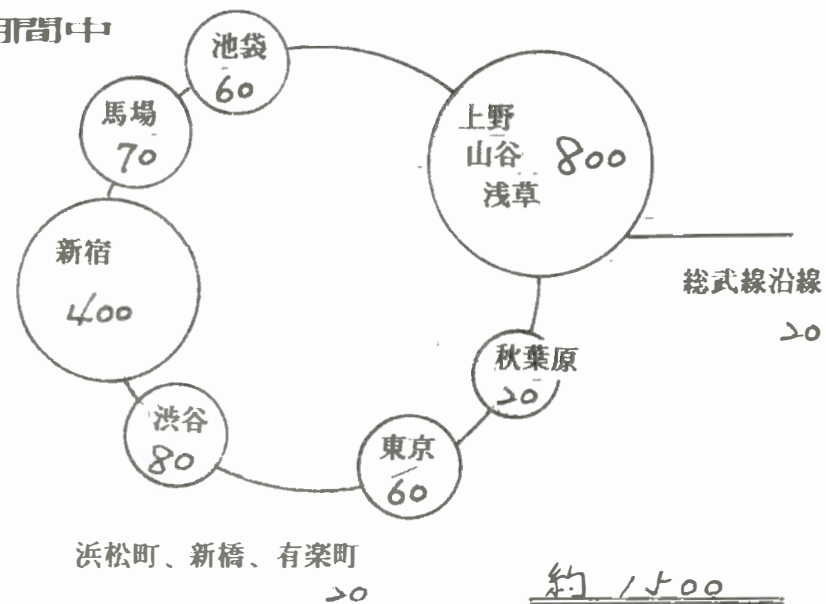 期間中
池袋
60
馬場
70
上野
山谷 800
浅草
新宿
400
総武線沿線
20
秋葉原
20
渋谷
80
東京
60
浜松町、新橋、有楽町
20
約 1500